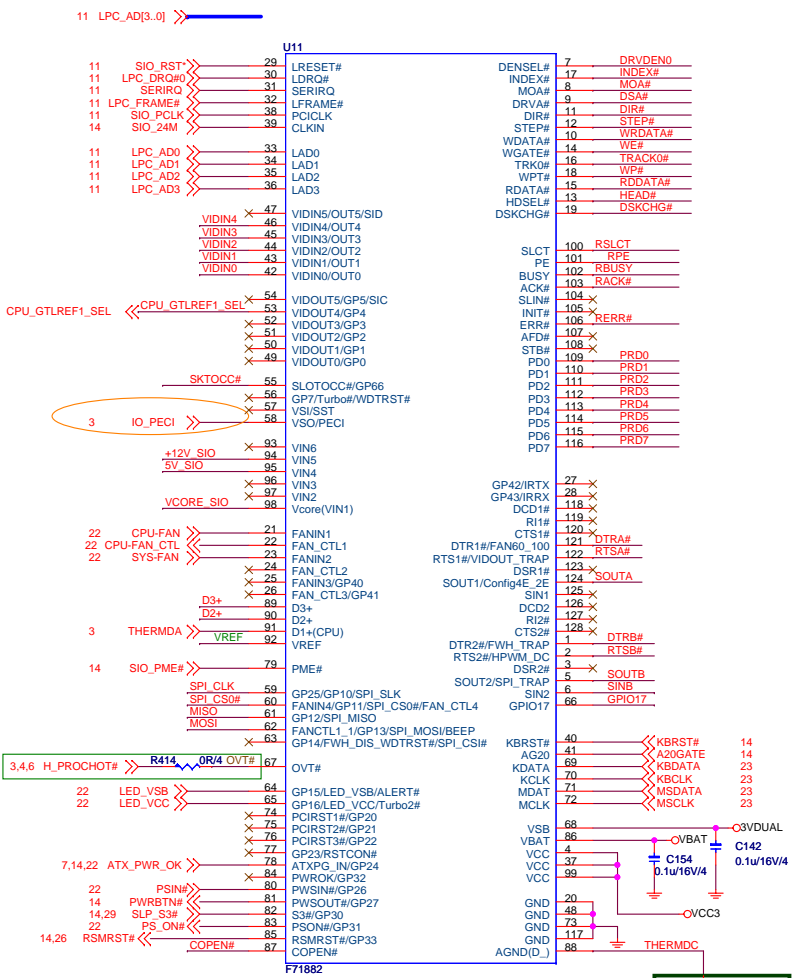 11 LPC_AD[3..0]
U11
11 SIO_RST* 29 LRESET#
11 LPC_DRQ#0 30 LDRQ#
11 SERIRQ 31 SERIRQ
11 LPC_FRAME# 32 LFRAME#
11 SIO_PCLK 38 PCICLK
14 SIO_24M 39 CLKIN
11 LPC_AD0 33 LAD0
11 LPC_AD1 34 LAD1
11 LPC_AD2 35 LAD2
11 LPC_AD3 36 LAD3
47 VIDIN5/OUT5/SID
VIDIN4 46 VIDIN4/OUT4
VIDIN3 45 VIDIN3/OUT3
VIDIN2 44 VIDIN2/OUT2
VIDIN1 43 VIDIN1/OUT1
VIDIN0 42 VIDIN0/OUT0
54 VIDOUT5/GP5/SIC
CPU_GTLREF1_SEL CPU_GTLREF1_SEL 53 VIDOUT4/GP4
52 VIDOUT3/GP3
51 VIDOUT2/GP2
50 VIDOUT1/GP1
49 VIDOUT0/GP0
SKTOCC# 55 SLOTOCC#/GP66
56 GP7/Turbo#/WDTRST#
57 VSI/SST
3 IO_PECI 58 VSO/PECI
93 VIN6
+12V_SIO 94 VIN5
5V_SIO 95 VIN4
96 VIN3
97 VIN2
VCORE_SIO 98 Vcore(VIN1)
22 CPU-FAN 21 FANIN1
22 CPU-FAN_CTL 22 FAN_CTL1
22 SYS-FAN 23 FANIN2
24 FAN_CTL2
25 FANIN3/GP40
26 FAN_CTL3/GP41
D3+ 89 D3+
D2+ 90 D2+
3 THERMDA 91 D1+(CPU)
VREF 92 VREF
14 SIO_PME# 79 PME#
SPI_CLK 59 GP25/GP10/SPI_SLK
SPI_CS0# 60 FANIN4/GP11/SPI_CS0#/FAN_CTL4
MISO 61 GP12/SPI_MISO
MOSI 62 FANCTL1_1/GP13/SPI_MOSI/BEEP
63 GP14/FWH_DIS_WDTRST#/SPI_CSI#
3,4,6 H_PROCHOT# R414 0R/4 OVT# 67 OVT#
22 LED_VSB 64 GP15/LED_VSB/ALERT#
22 LED_VCC 65 GP16/LED_VCC/Turbo2#
74 PCIRST1#/GP20
75 PCIRST2#/GP21
76 PCIRST3#/GP22
77 GP23/RSTCON#
7,14,22 ATX_PWR_OK 78 ATXPG_IN/GP24
84 PWROK/GP32
22 PSIN# 80 PWSIN#/GP26
14 PWRBTN# 81 PWSOUT#/GP27
14,29 SLP_S3# 82 S3#/GP30
22 PS_ON# 83 PSON#/GP31
14,26 RSMRST# 85 RSMRST#/GP33
COPEN# 87 COPEN#
F71882
DENSEL# 7 DRVDEN0
INDEX# 17 INDEX#
MOA# 8 MOA#
DRVA# 9 DSA#
DIR# 11 DIR#
STEP# 12 STEP#
WDATA# 10 WRDATA#
WGATE# 14 WE#
TRK0# 16 TRACK0#
WPT# 18 WP#
RDATA# 15 RDDATA#
HDSEL# 13 HEAD#
DSKCHG# 19 DSKCHG#
SLCT 100 RSLCT
PE 101 RPE
BUSY 102 RBUSY
ACK# 103 RACK#
SLIN# 104
INIT# 105
ERR# 106 RERR#
AFD# 107
STB# 108
PD0 109 PRD0
PD1 110 PRD1
PD2 111 PRD2
PD3 112 PRD3
PD4 113 PRD4
PD5 114 PRD5
PD6 115 PRD6
PD7 116 PRD7
GP42/IRTX 27
GP43/IRRX 28
DCD1# 118
RI1# 119
CTS1# 120
DTR1#/FAN60_100 121 DTRA#
RTS1#/VIDOUT_TRAP 122 RTSA#
DSR1# 123
SOUT1/Config4E_2E 124 SOUTA
SIN1 125
DCD2 126
RI2# 127
CTS2# 128
DTR2#/FWH_TRAP 1 DTRB#
RTS2#/HPWM_DC 2 RTSB#
DSR2# 3
SOUT2/SPI_TRAP 5 SOUTB
SIN2 6 SINB
GPIO17 66 GPIO17
KBRST# 40 KBRST# 14
AG20 41 A20GATE 14
KDATA 69 KBDATA 23
KCLK 70 KBCLK 23
MDAT 71 MSDATA 23
MCLK 72 MSCLK 23
VSB 68 3VDUAL
VBAT 86 VBAT
VCC 4
VCC 37
VCC 99
C154
0.1u/16V/4
C142
0.1u/16V/4
VCC3
GND 20
GND 48
GND 73
GND 117
AGND(D_) 88 THERMDC